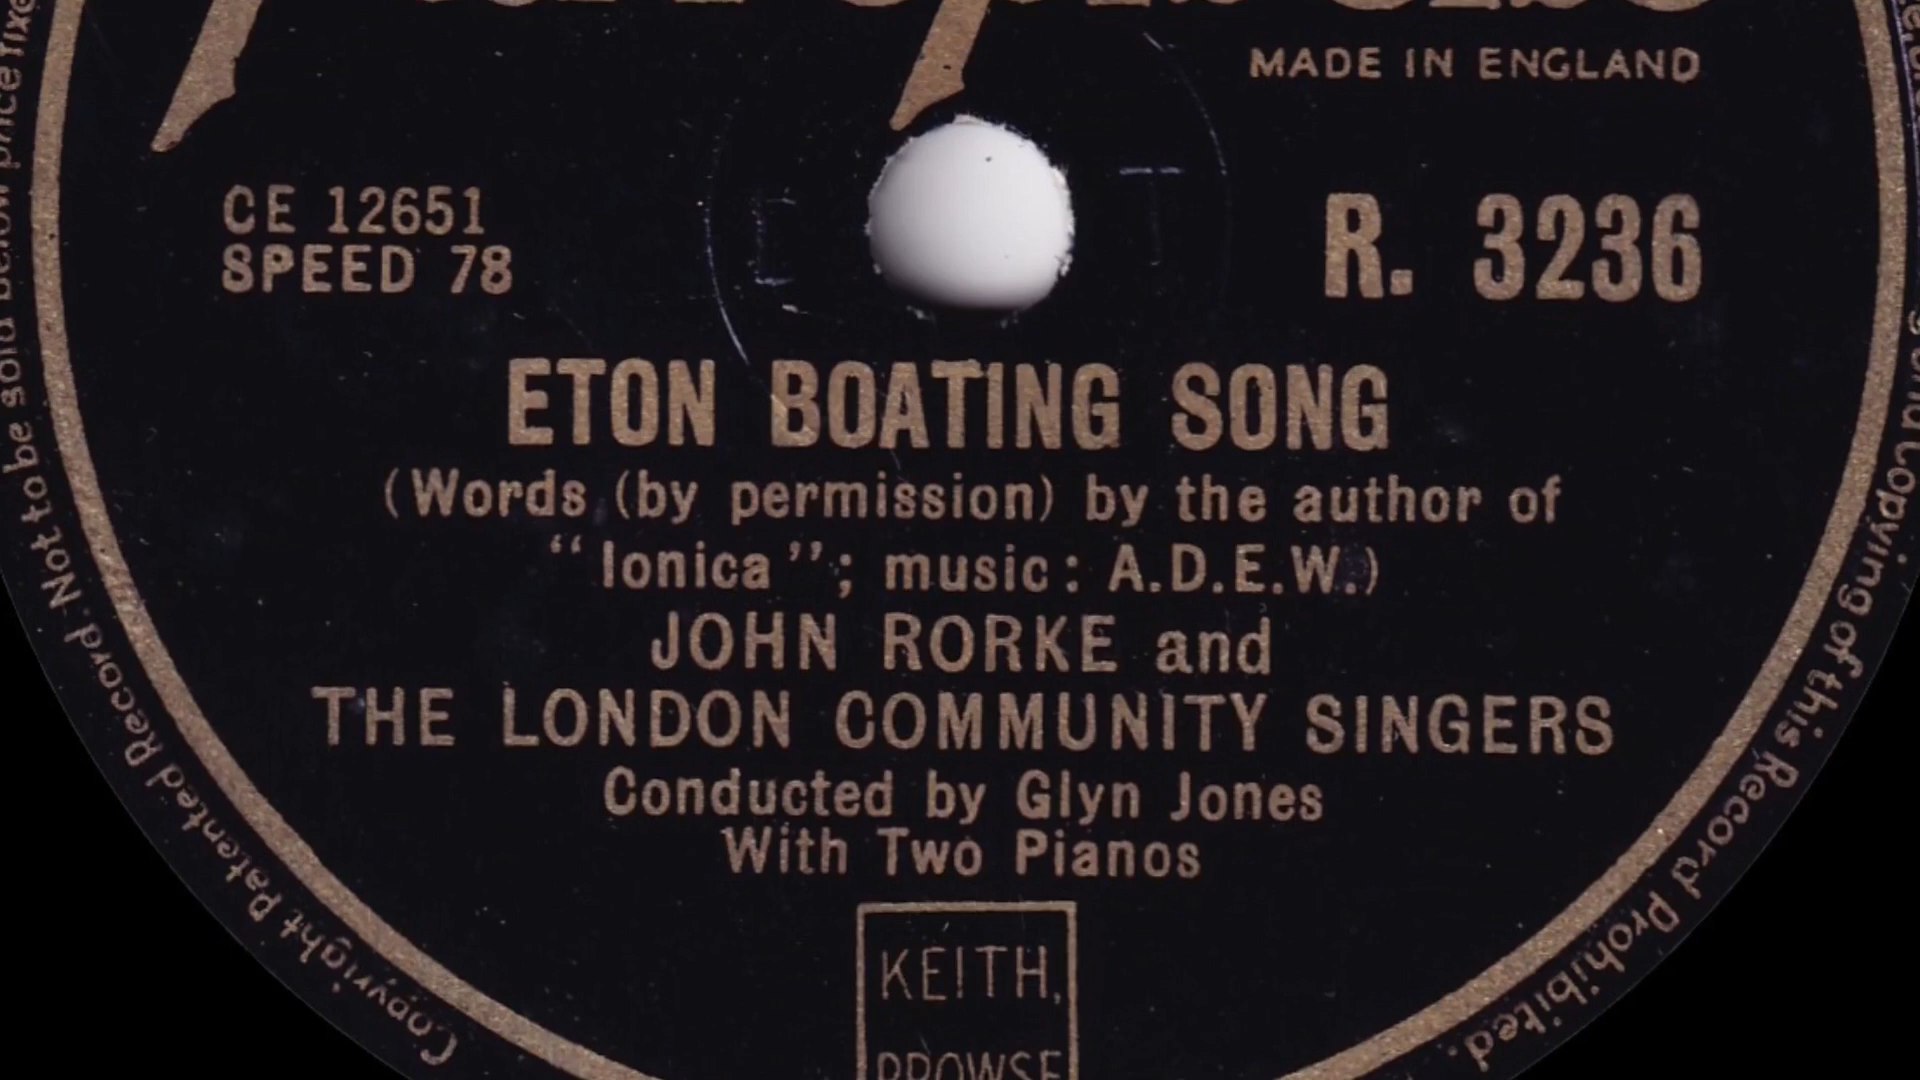 MADE IN ENGLAND
CE 12651
SPEED 78
R. 3236
E T
ETON BOATING SONG
(Words (by permission) by the author of
“Ionica”; music: A.D.E.W.)
JOHN RORKE and
THE LONDON COMMUNITY SINGERS
Conducted by Glyn Jones
With Two Pianos
KEITH,
PROWSE
Copyright Patented Record. Not to be sold below price fixed
and Copying of this Record Prohibited.